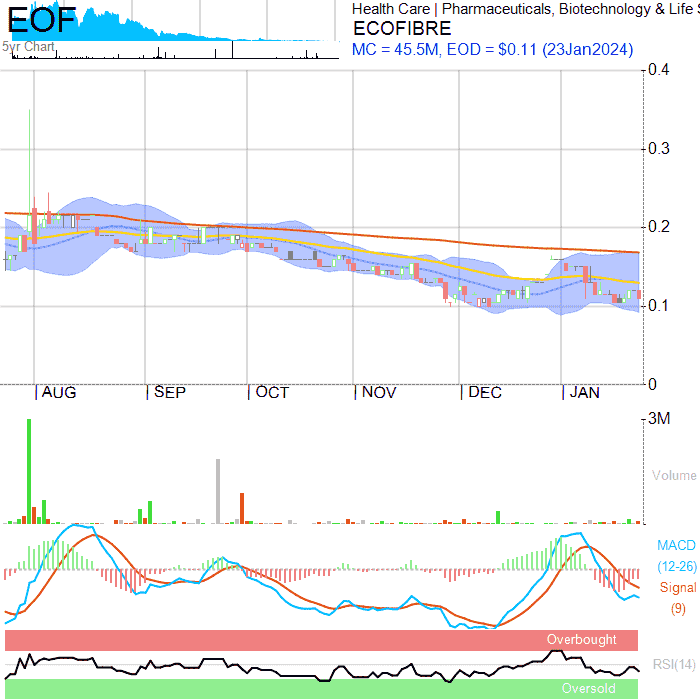 EOF
5yr Chart
Health Care | Pharmaceuticals, Biotechnology & Life S
ECOFIBRE
MC = 45.5M, EOD = $0.11 (23Jan2024)
0.4
0.3
0.2
0.1
0
AUG SEP OCT NOV DEC JAN
3M
Volume
MACD
(12-26)
Signal
(9)
Overbought
RSI(14)
Oversold